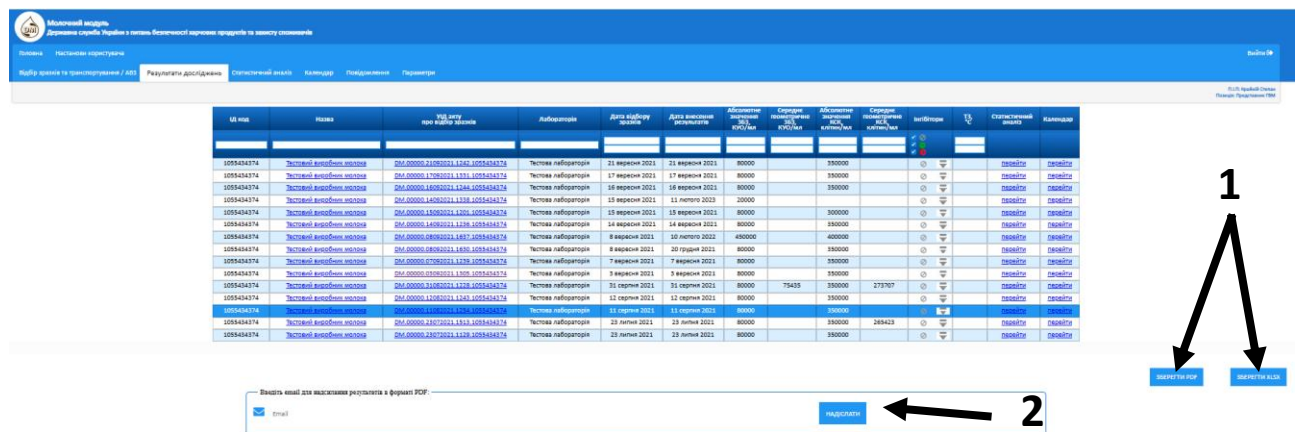 Молочний модуль
Державна служба України з питань безпечності харчових продуктів та захисту споживачів
Головна Настанови користувача Вийти
Відбір зразків та транспортування / АВЗ Результати досліджень Статистичний аналіз Календар Повідомлення Параметри
Позиція: Представник ГВМ
ІД код Назва УІД акту про відбір зразків Лабораторія Дата відбору зразків Дата внесення результатів Абсолютне значення ЗБЗ, КУО/мл Середнє геометричне ЗБЗ, КУО/мл Абсолютне значення КСК, клітин/мл Середнє геометричне КСК, клітин/мл Інгібітори Статистичний аналіз Календар
1055434374 Тестовий виробник молока DM.00000.21092021.1242.1055434374 Тестова лабораторія 21 вересня 2021 21 вересня 2021 80000 350000 перейти перейти
1055434374 Тестовий виробник молока DM.00000.17092021.1331.1055434374 Тестова лабораторія 17 вересня 2021 17 вересня 2021 80000 350000 перейти перейти
1055434374 Тестовий виробник молока DM.00000.16092021.1244.1055434374 Тестова лабораторія 16 вересня 2021 16 вересня 2021 80000 350000 перейти перейти
1055434374 Тестовий виробник молока DM.00000.14092021.1338.1055434374 Тестова лабораторія 15 вересня 2021 11 лютого 2023 20000 перейти перейти
1055434374 Тестовий виробник молока DM.00000.15092021.1201.1055434374 Тестова лабораторія 15 вересня 2021 15 вересня 2021 80000 300000 перейти перейти
1055434374 Тестовий виробник молока DM.00000.14092021.1236.1055434374 Тестова лабораторія 14 вересня 2021 14 вересня 2021 80000 350000 перейти перейти
1055434374 Тестовий виробник молока DM.00000.08092021.1637.1055434374 Тестова лабораторія 8 вересня 2021 10 лютого 2022 450000 400000 перейти перейти
1055434374 Тестовий виробник молока DM.00000.08092021.1630.1055434374 Тестова лабораторія 8 вересня 2021 20 грудня 2021 80000 350000 перейти перейти
1055434374 Тестовий виробник молока DM.00000.07092021.1239.1055434374 Тестова лабораторія 7 вересня 2021 7 вересня 2021 80000 350000 перейти перейти
1055434374 Тестовий виробник молока DM.00000.03092021.1305.1055434374 Тестова лабораторія 3 вересня 2021 3 вересня 2021 80000 350000 перейти перейти
1055434374 Тестовий виробник молока DM.00000.31082021.1228.1055434374 Тестова лабораторія 31 серпня 2021 31 серпня 2021 80000 75435 350000 273707 перейти перейти
1055434374 Тестовий виробник молока DM.00000.12082021.1243.1055434374 Тестова лабораторія 12 серпня 2021 12 серпня 2021 80000 350000 перейти перейти
1055434374 Тестовий виробник молока DM.00000.11082021.1254.1055434374 Тестова лабораторія 11 серпня 2021 11 серпня 2021 80000 350000 перейти перейти
1055434374 Тестовий виробник молока DM.00000.23072021.1513.1055434374 Тестова лабораторія 23 липня 2021 23 липня 2021 80000 350000 265423 перейти перейти
1055434374 Тестовий виробник молока DM.00000.23072021.1129.1055434374 Тестова лабораторія 23 липня 2021 23 липня 2021 80000 350000 перейти перейти
1
ЗБЕРЕГТИ PDF ЗБЕРЕГТИ XLSX
Введіть email для надсилання результатів в форматі PDF:
Email НАДІСЛАТИ 2